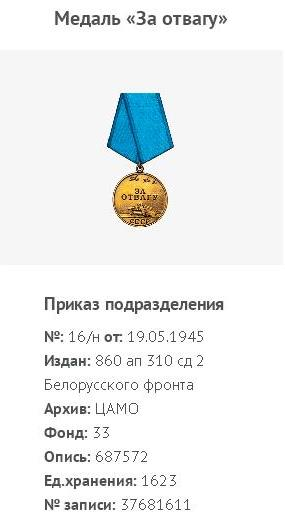 Медаль «За отвагу»
ЗА
ОТВАГУ
СССР
Приказ подразделения
№: 16/н от: 19.05.1945
Издан: 860 ап 310 сд 2
Белорусского фронта
Архив: ЦАМО
Фонд: 33
Опись: 687572
Ед.хранения: 1623
№ записи: 37681611